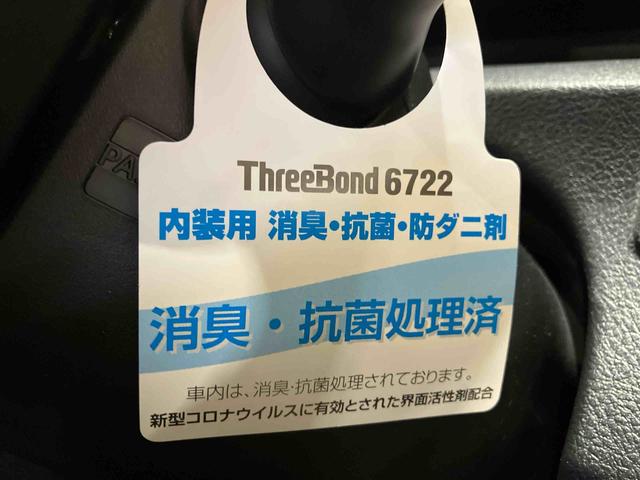 ThreeBond 6722
内装用 消臭・抗菌・防ダニ剤
消臭・抗菌処理済
車内は、消臭・抗菌処理されております。
新型コロナウイルスに有効とされた界面活性剤配合